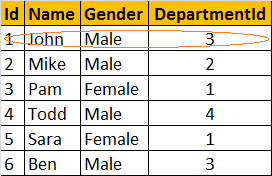 Id Name Gender DepartmentId
1 John Male 3
2 Mike Male 2
3 Pam Female 1
4 Todd Male 4
5 Sara Female 1
6 Ben Male 3